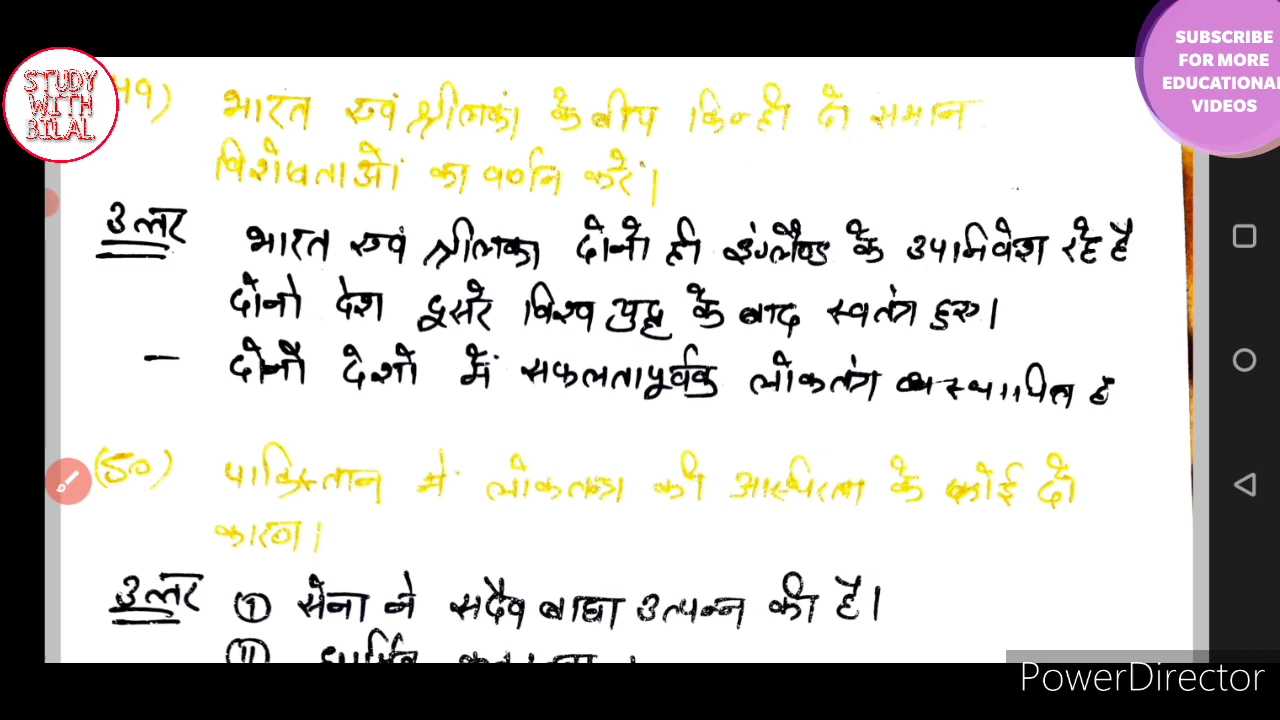 STUDY
WITH
BILAL
SUBSCRIBE
FOR MORE
EDUCATIONAL
VIDEOS
49) भारत एवं श्रीलंका के बीच किन्ही दो समान
विशेषताओं का वर्णन करें।
उत्तर भारत एवं श्रीलंका दोनो ही इंग्लैण्ड के उपनिवेश रहे है
दोनो देश दूसरे विश्व युद्ध के बाद स्वतंत्र हुए।
— दोनों देशो में सफलतापूर्वक लोकतंत्र स्थापित है
(50) पाकिस्तान में लोकतन्त्र की अस्थिरता के कोई दो
कारण।
उत्तर ① सेना ने सदैव बाधा उत्पन्न की है।
PowerDirector